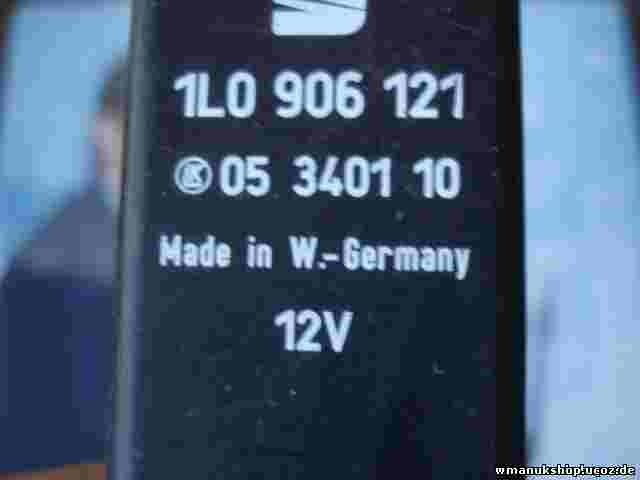 1L0 906 121
05 3401 10
Made in W.-Germany
12V
wmanukshop.ucoz.de